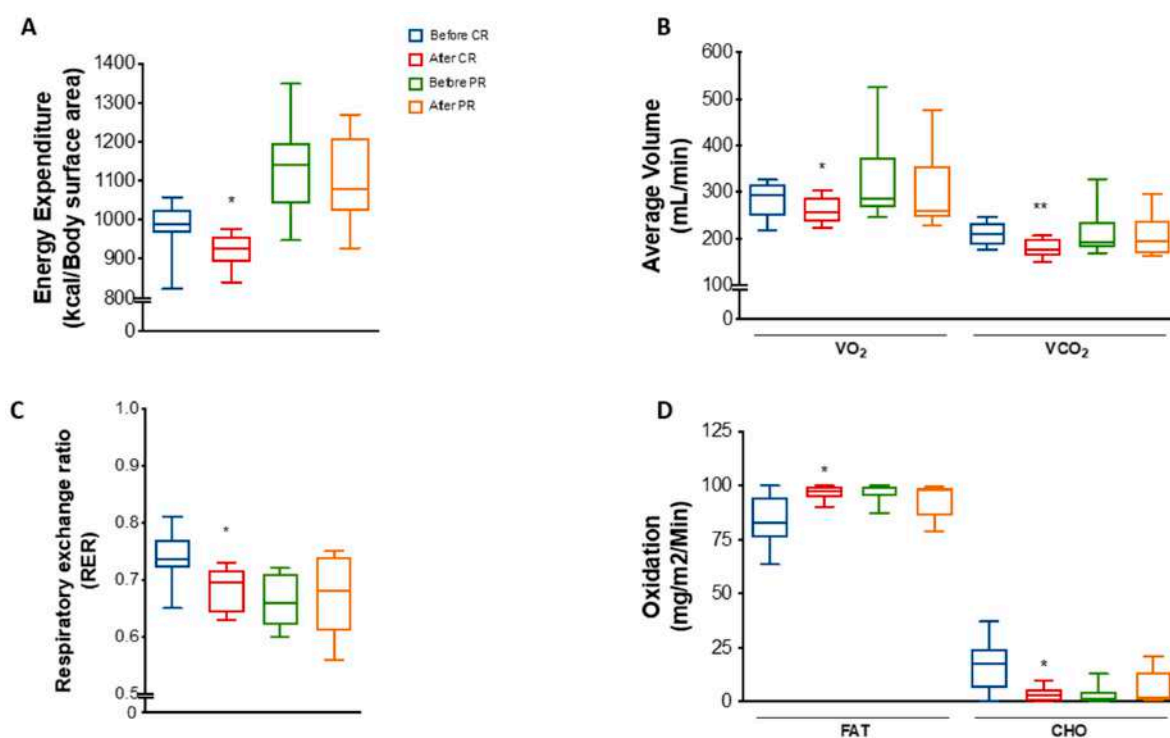 A
Energy Expenditure
(kcal/Body surface area)
1400
1300
1200
1100
1000
900
800
0
*
Before CR
After CR
Before PR
After PR
B
Average Volume
(mL/min)
600
500
400
300
200
100
0
*
**
VO₂
VCO₂
C
Respiratory exchange ratio
(RER)
1.0
0.9
0.8
0.7
0.6
0.5
0
*
D
Oxidation
(mg/m2/Min)
125
100
75
50
25
0
*
*
FAT
CHO